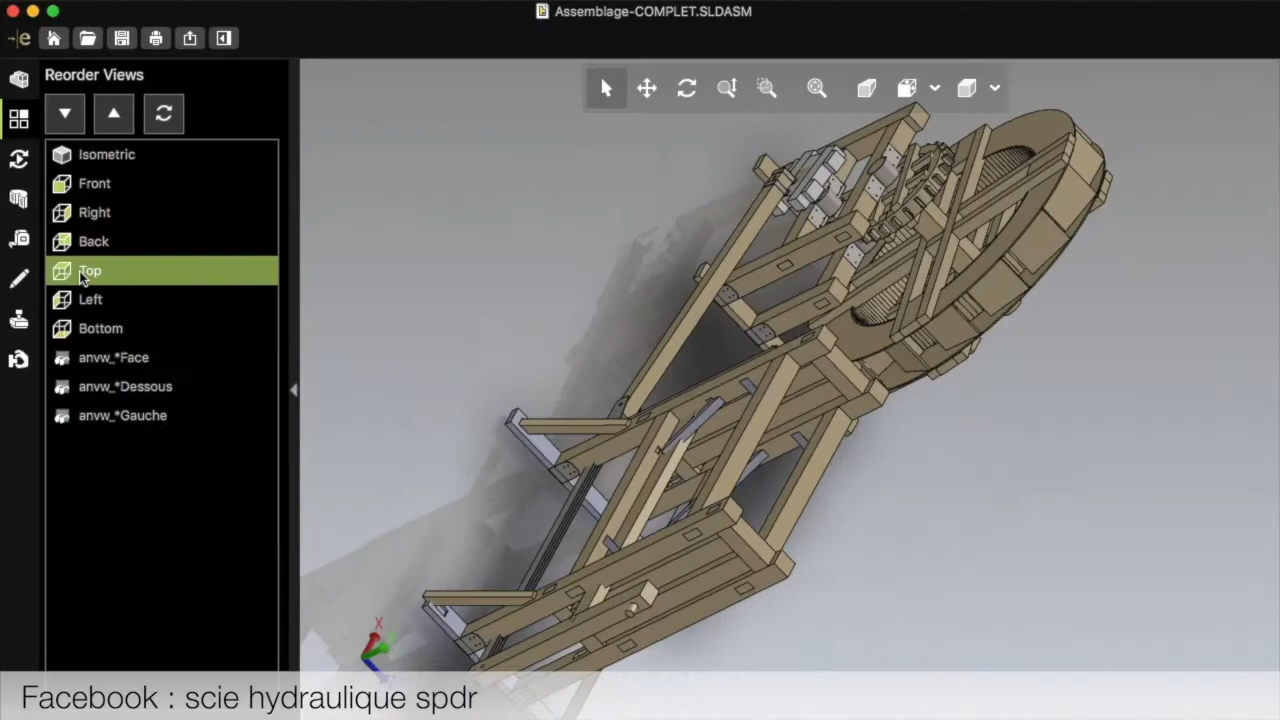 Assemblage-COMPLET.SLDASM
e
Reorder Views
Isometric
Front
Right
Back
Top
Left
Bottom
anvw_*Face
anvw_*Dessous
anvw_*Gauche
X
Facebook : scie hydraulique spdr